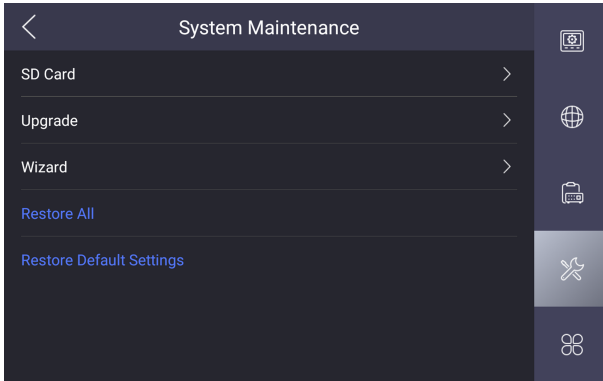 System Maintenance
SD Card
Upgrade
Wizard
Restore All
Restore Default Settings